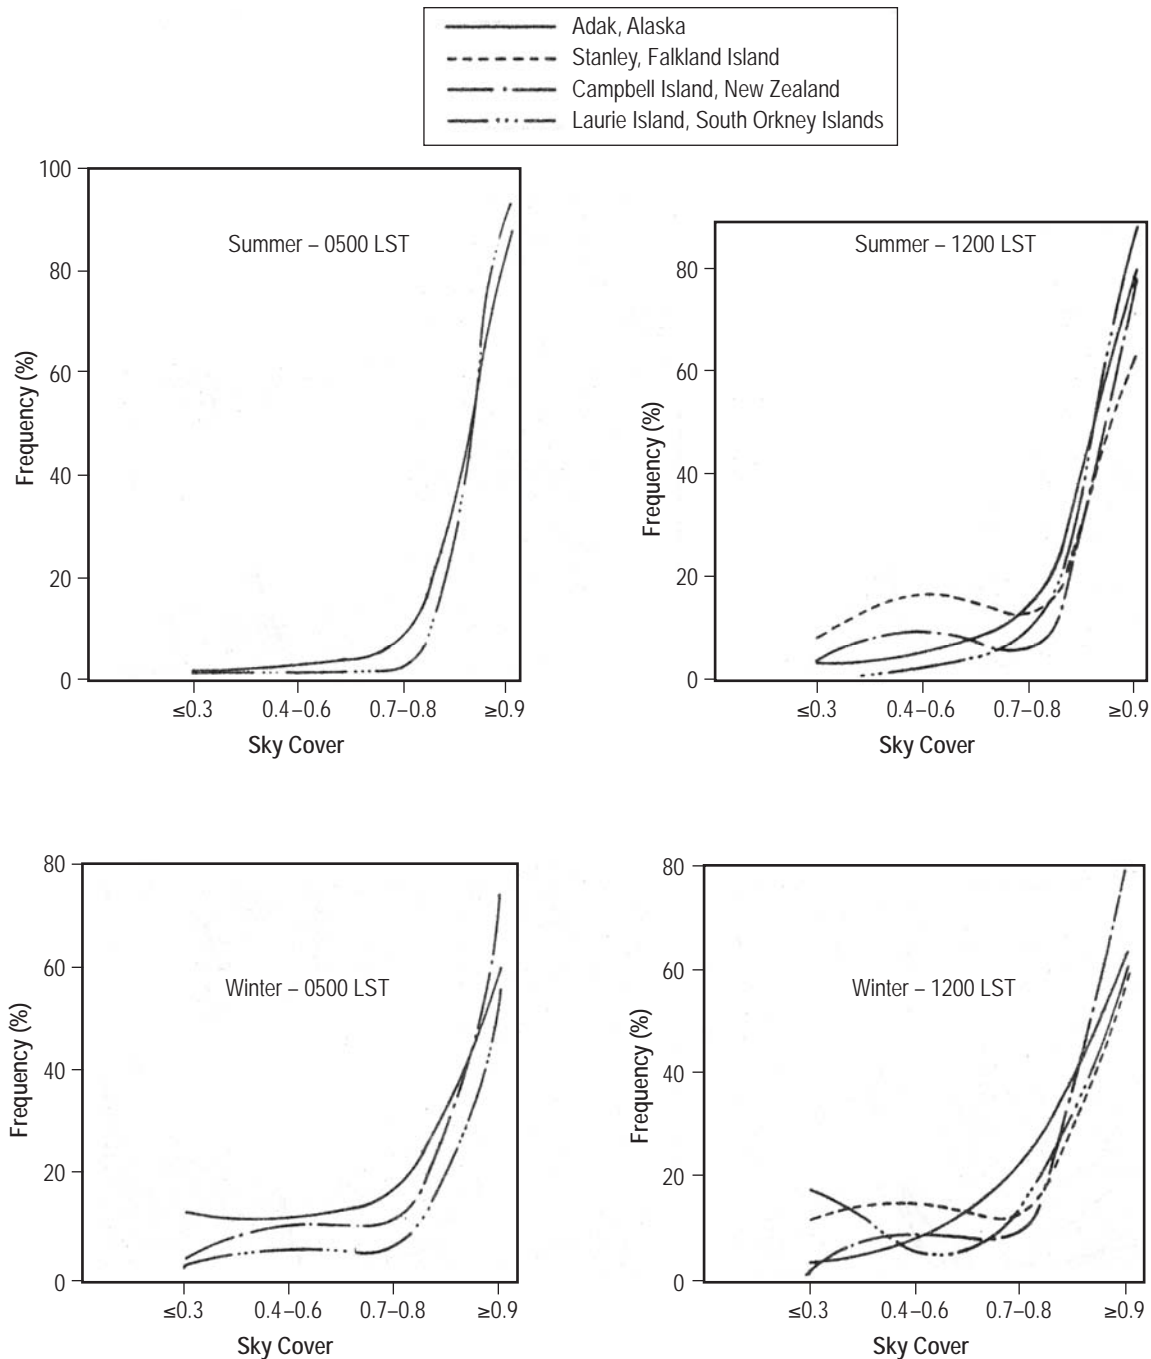 Adak, Alaska
Stanley, Falkland Island
Campbell Island, New Zealand
Laurie Island, South Orkney Islands
Summer – 0500 LST
100
80
60
40
20
0
Frequency (%)
≤0.3 0.4–0.6 0.7–0.8 ≥0.9
Sky Cover
Summer – 1200 LST
80
60
40
20
0
Frequency (%)
≤0.3 0.4–0.6 0.7–0.8 ≥0.9
Sky Cover
Winter – 0500 LST
80
60
40
20
0
Frequency (%)
≤0.3 0.4–0.6 0.7–0.8 ≥0.9
Sky Cover
Winter – 1200 LST
80
60
40
20
0
Frequency (%)
≤0.3 0.4–0.6 0.7–0.8 ≥0.9
Sky Cover